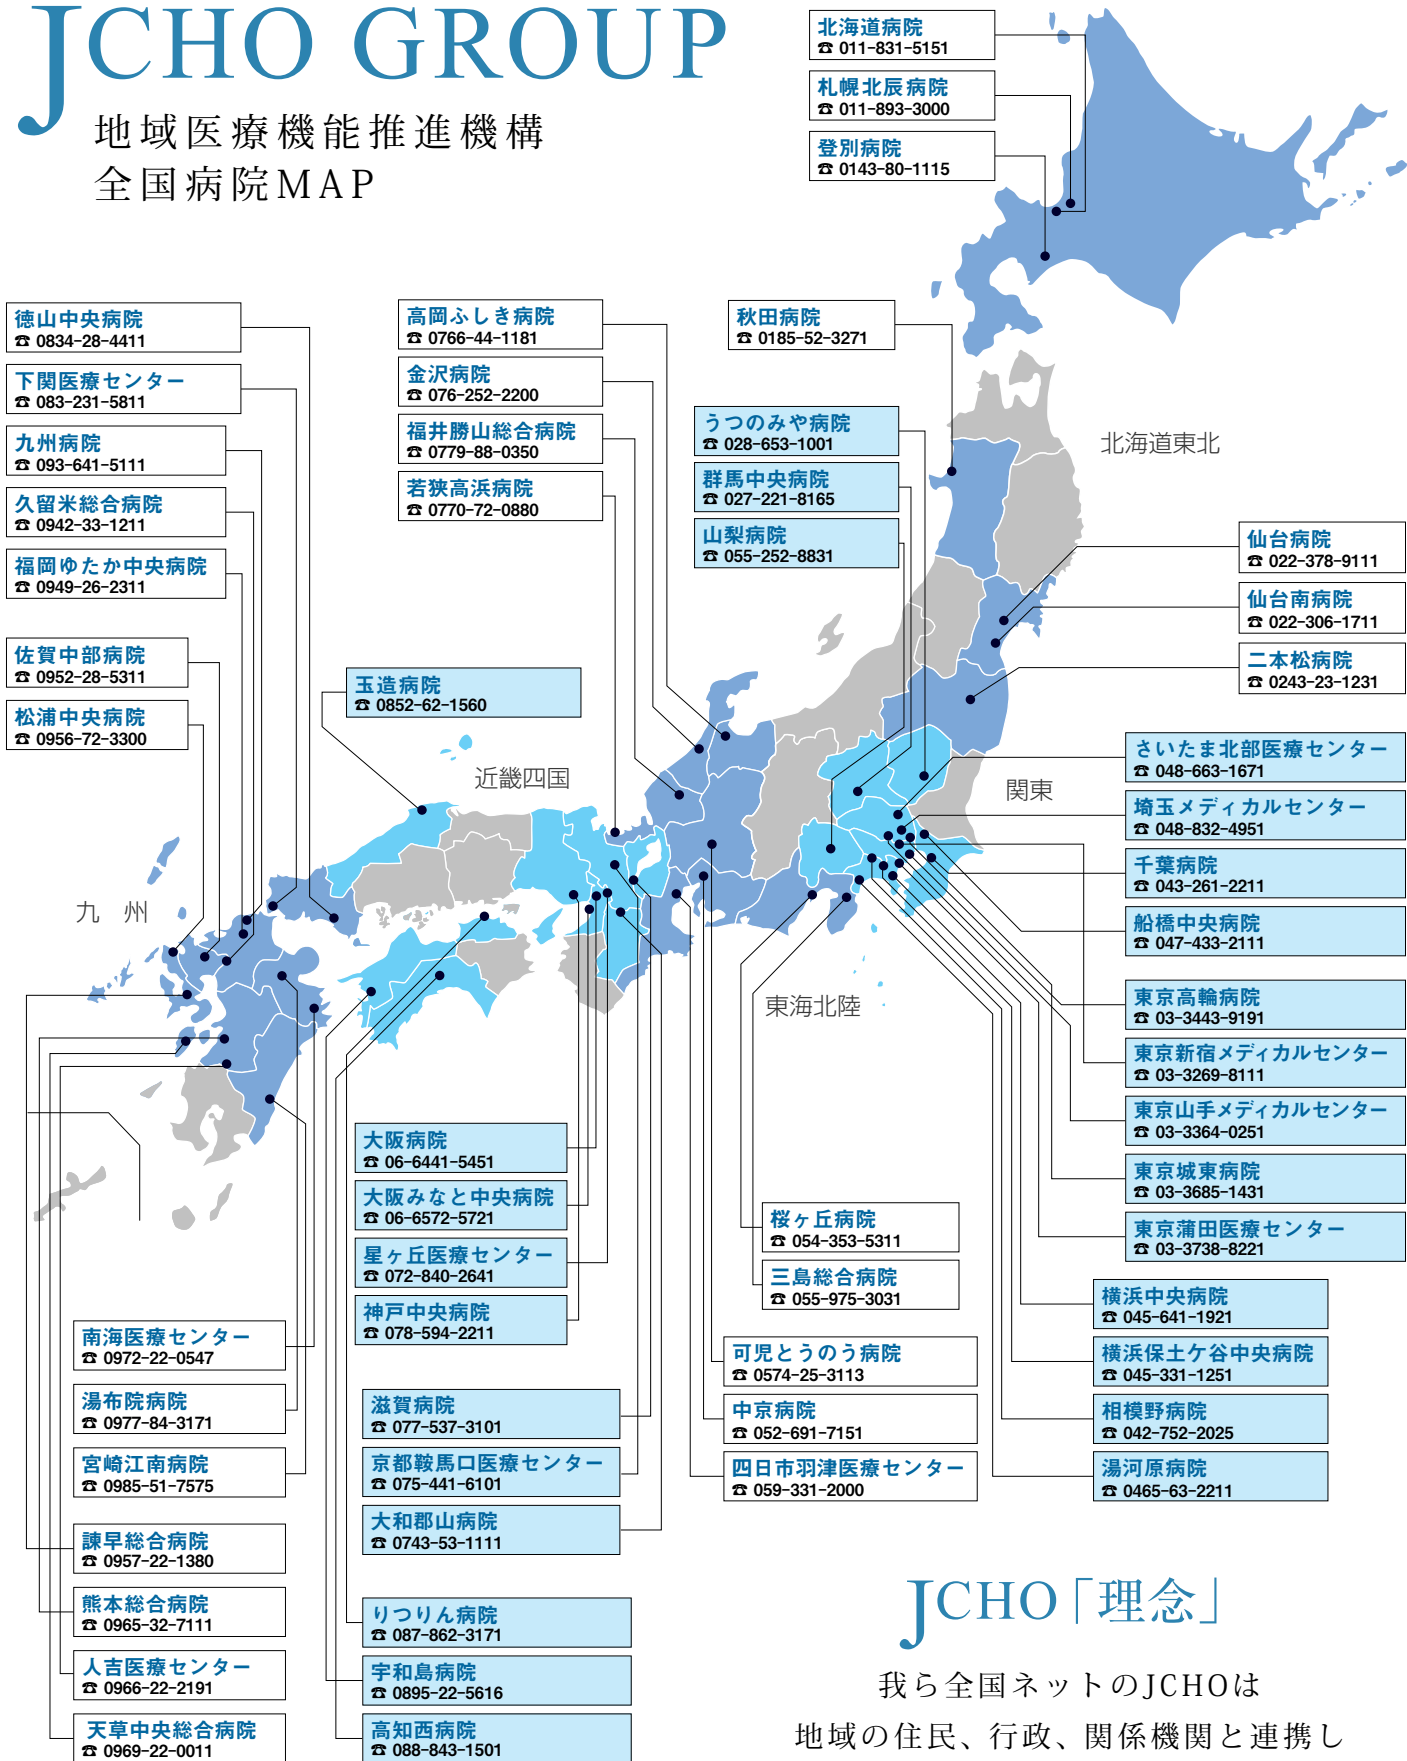 JCHO GROUP
地域医療機能推進機構
全国病院MAP
北海道病院
☎ 011-831-5151
札幌北辰病院
☎ 011-893-3000
登別病院
☎ 0143-80-1115
徳山中央病院
☎ 0834-28-4411
下関医療センター
☎ 083-231-5811
九州病院
☎ 093-641-5111
久留米総合病院
☎ 0942-33-1211
福岡ゆたか中央病院
☎ 0949-26-2311
佐賀中部病院
☎ 0952-28-5311
松浦中央病院
☎ 0956-72-3300
高岡ふしき病院
☎ 0766-44-1181
金沢病院
☎ 076-252-2200
福井勝山総合病院
☎ 0779-88-0350
若狭高浜病院
☎ 0770-72-0880
秋田病院
☎ 0185-52-3271
うつのみや病院
☎ 028-653-1001
群馬中央病院
☎ 027-221-8165
山梨病院
☎ 055-252-8831
北海道東北
仙台病院
☎ 022-378-9111
仙台南病院
☎ 022-306-1711
二本松病院
☎ 0243-23-1231
玉造病院
☎ 0852-62-1560
近畿四国
関東
さいたま北部医療センター
☎ 048-663-1671
埼玉メディカルセンター
☎ 048-832-4951
千葉病院
☎ 043-261-2211
船橋中央病院
☎ 047-433-2111
九　州
東海北陸
東京高輪病院
☎ 03-3443-9191
東京新宿メディカルセンター
☎ 03-3269-8111
東京山手メディカルセンター
☎ 03-3364-0251
東京城東病院
☎ 03-3685-1431
東京蒲田医療センター
☎ 03-3738-8221
大阪病院
☎ 06-6441-5451
大阪みなと中央病院
☎ 06-6572-5721
星ヶ丘医療センター
☎ 072-840-2641
神戸中央病院
☎ 078-594-2211
桜ヶ丘病院
☎ 054-353-5311
三島総合病院
☎ 055-975-3031
横浜中央病院
☎ 045-641-1921
横浜保土ケ谷中央病院
☎ 045-331-1251
相模野病院
☎ 042-752-2025
湯河原病院
☎ 0465-63-2211
可児とうのう病院
☎ 0574-25-3113
中京病院
☎ 052-691-7151
四日市羽津医療センター
☎ 059-331-2000
南海医療センター
☎ 0972-22-0547
湯布院病院
☎ 0977-84-3171
宮崎江南病院
☎ 0985-51-7575
滋賀病院
☎ 077-537-3101
京都鞍馬口医療センター
☎ 075-441-6101
大和郡山病院
☎ 0743-53-1111
諫早総合病院
☎ 0957-22-1380
熊本総合病院
☎ 0965-32-7111
人吉医療センター
☎ 0966-22-2191
天草中央総合病院
☎ 0969-22-0011
りつりん病院
☎ 087-862-3171
宇和島病院
☎ 0895-22-5616
高知西病院
☎ 088-843-1501
JCHO「理念」
我ら全国ネットのJCHOは
地域の住民、行政、関係機関と連携し